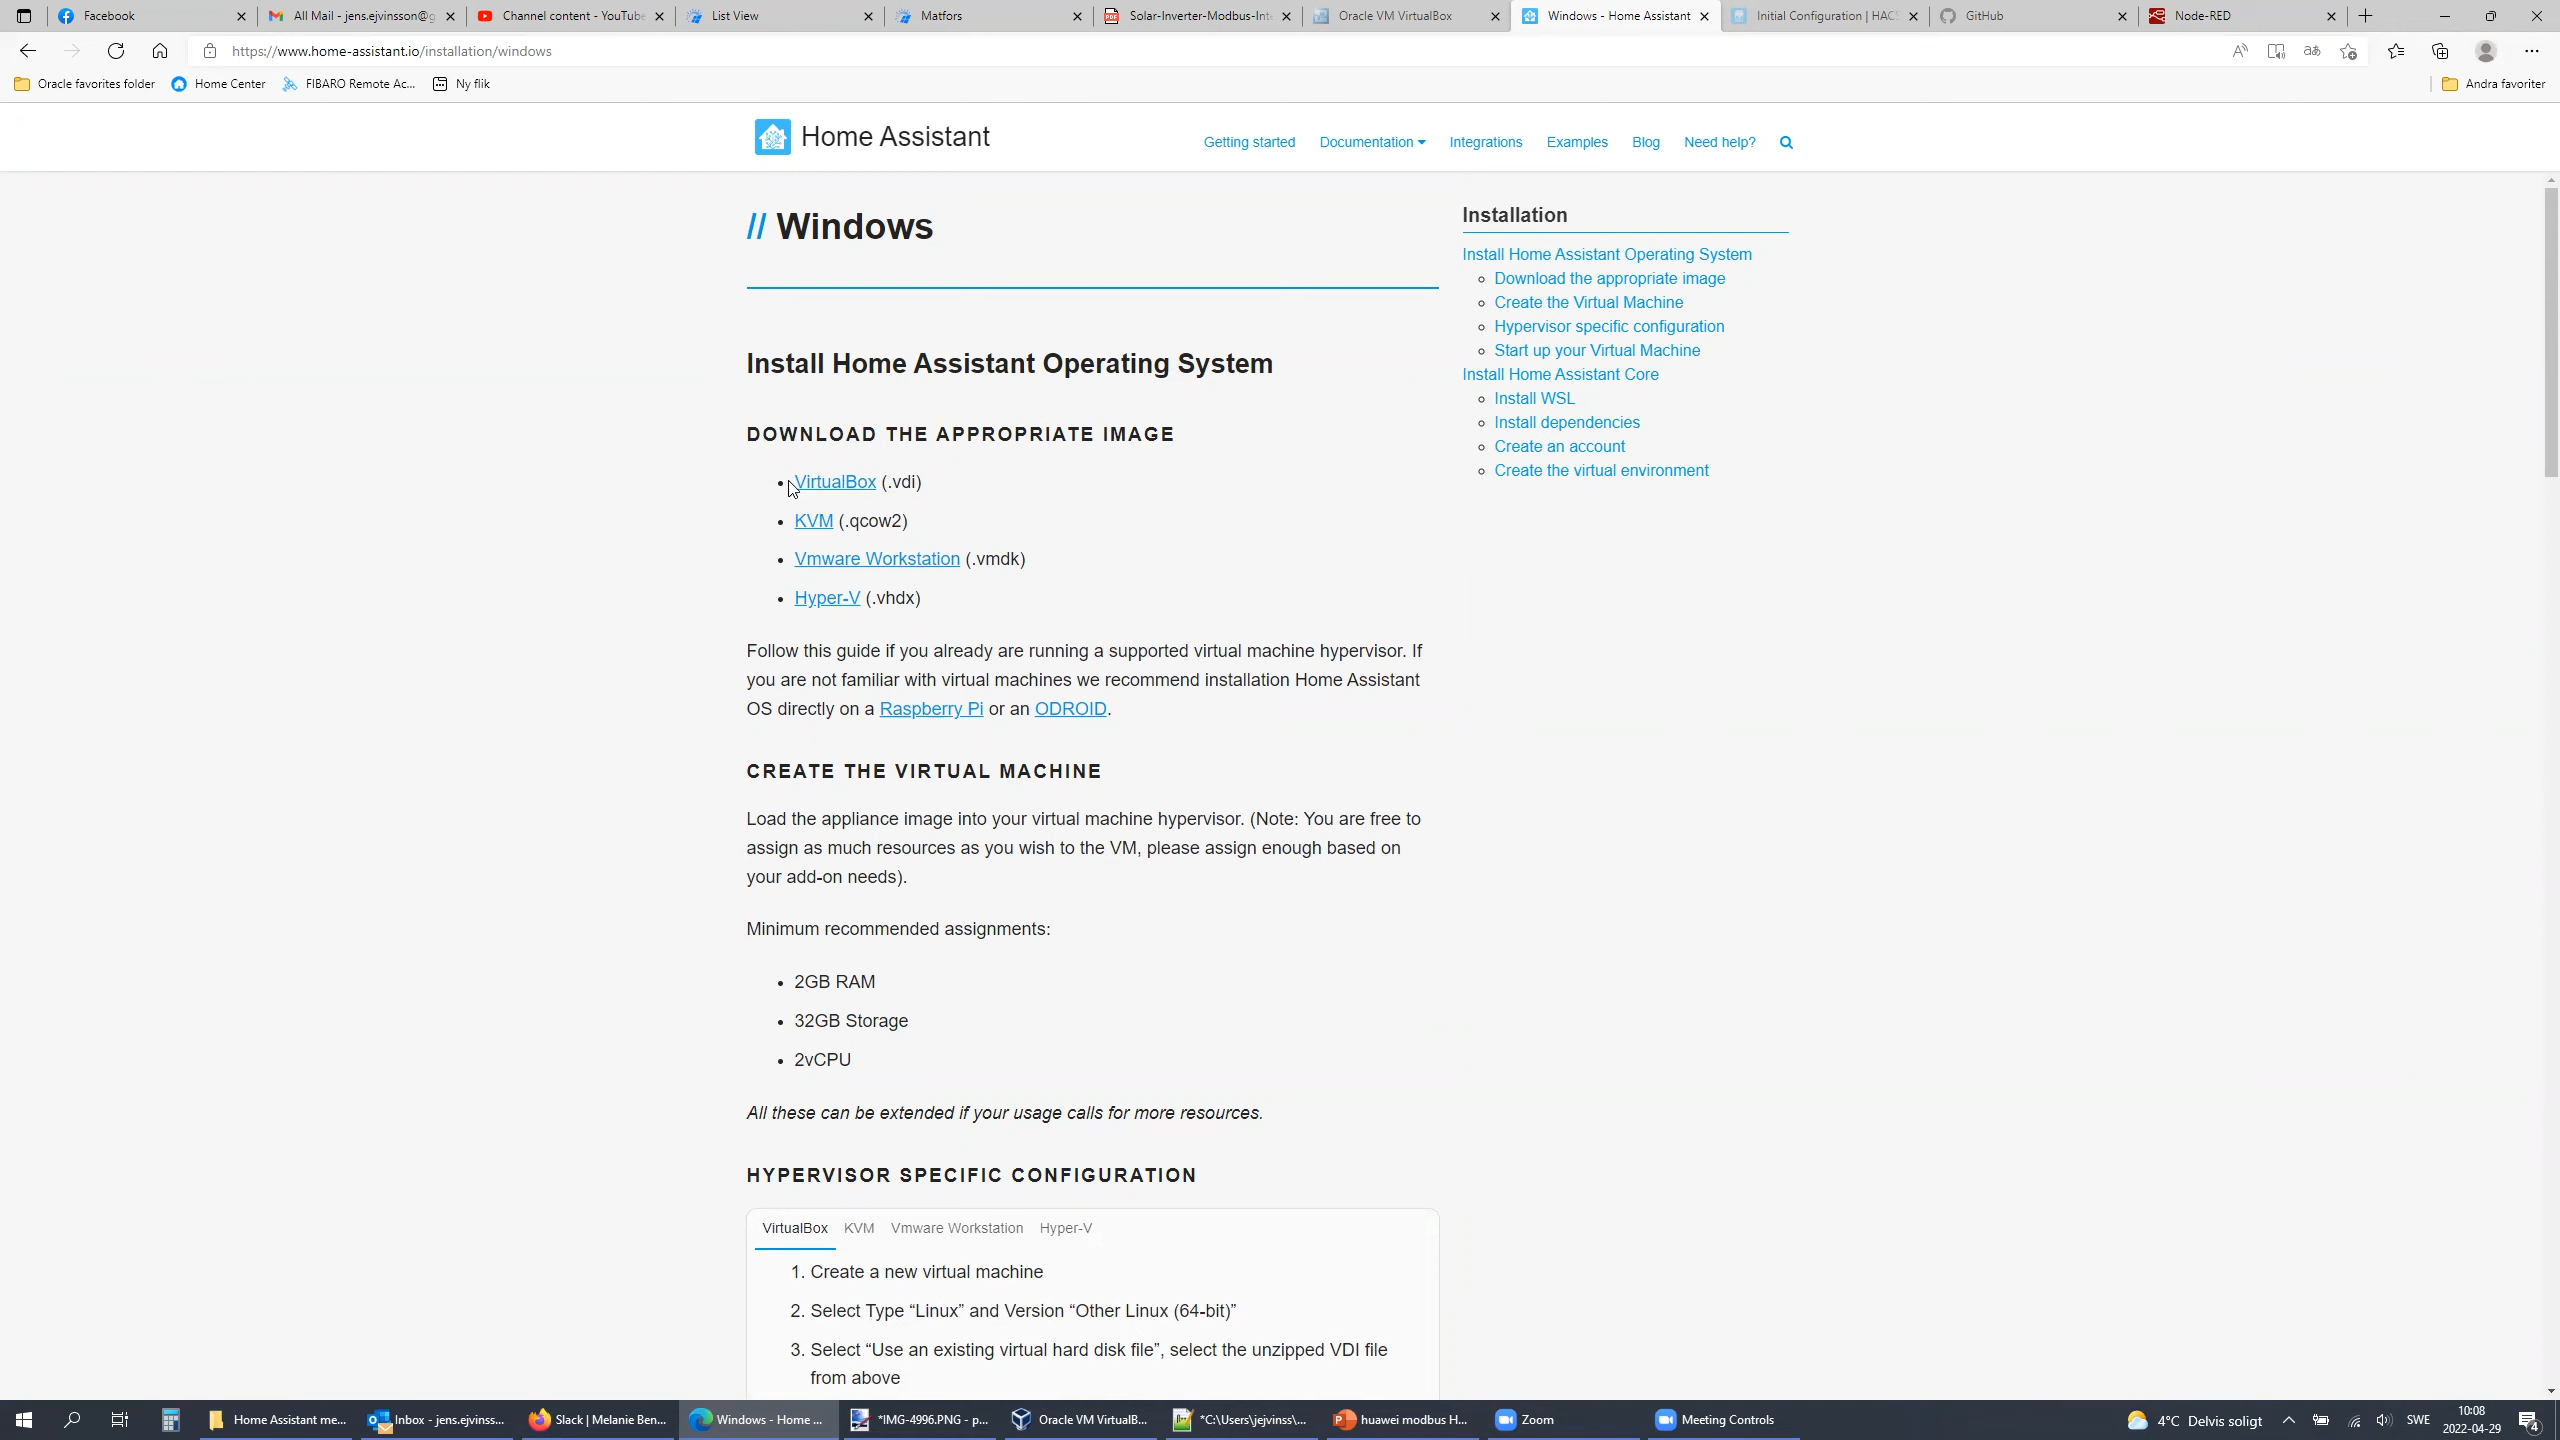 Facebook
All Mail - jens.ejvinsson@g
Channel content - YouTube
List View
Matfors
Solar-Inverter-Modbus-Int
Oracle VM VirtualBox
Windows - Home Assistant
Initial Configuration | HACS
GitHub
Node-RED
https://www.home-assistant.io/installation/windows
Oracle favorites folder
Home Center
FIBARO Remote Ac...
Ny flik
Andra favoriter
Home Assistant
Getting started
Documentation
Integrations
Examples
Blog
Need help?
// Windows
Install Home Assistant Operating System
DOWNLOAD THE APPROPRIATE IMAGE
• VirtualBox (.vdi)
• KVM (.qcow2)
• Vmware Workstation (.vmdk)
• Hyper-V (.vhdx)
Follow this guide if you already are running a supported virtual machine hypervisor. If
you are not familiar with virtual machines we recommend installation Home Assistant
OS directly on a Raspberry Pi or an ODROID.
CREATE THE VIRTUAL MACHINE
Load the appliance image into your virtual machine hypervisor. (Note: You are free to
assign as much resources as you wish to the VM, please assign enough based on
your add-on needs).
Minimum recommended assignments:
• 2GB RAM
• 32GB Storage
• 2vCPU
All these can be extended if your usage calls for more resources.
HYPERVISOR SPECIFIC CONFIGURATION
VirtualBox
KVM
Vmware Workstation
Hyper-V
1. Create a new virtual machine
2. Select Type “Linux” and Version “Other Linux (64-bit)”
3. Select “Use an existing virtual hard disk file”, select the unzipped VDI file
from above
Installation
Install Home Assistant Operating System
Download the appropriate image
Create the Virtual Machine
Hypervisor specific configuration
Start up your Virtual Machine
Install Home Assistant Core
Install WSL
Install dependencies
Create an account
Create the virtual environment
Home Assistant me...
Inbox - jens.ejvinss...
Slack | Melanie Ben...
Windows - Home ...
*IMG-4996.PNG - p...
Oracle VM VirtualB...
*C:\Users\jejvinss\...
huawei modbus H...
Zoom
Meeting Controls
4°C Delvis soligt
SWE
10:08
2022-04-29
4